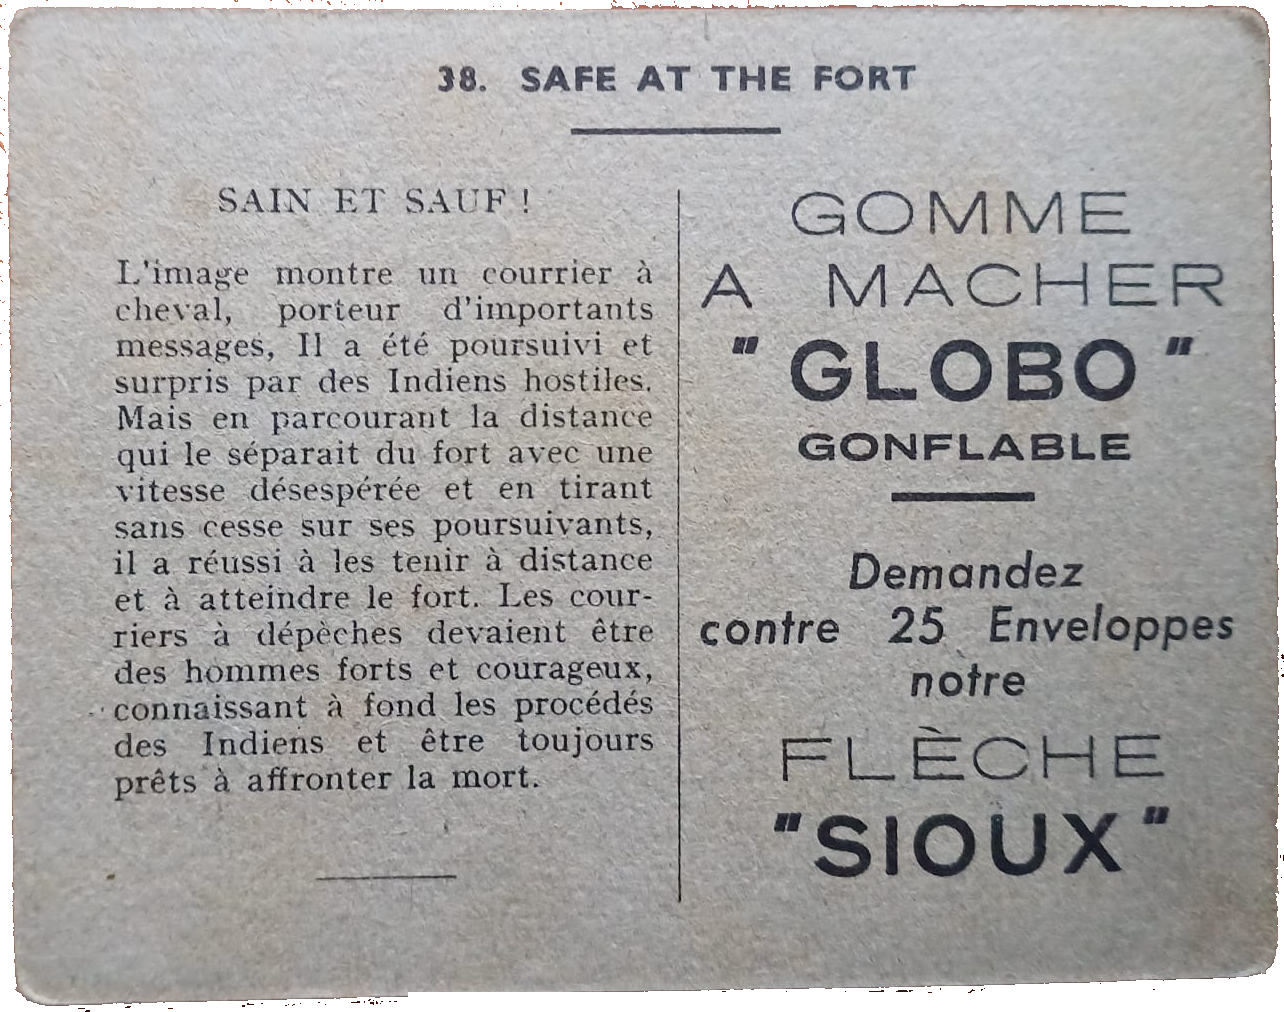 38. SAFE AT THE FORT
SAIN ET SAUF !
L'image montre un courrier à
cheval, porteur d'importants
messages, Il a été poursuivi et
surpris par des Indiens hostiles.
Mais en parcourant la distance
qui le séparait du fort avec une
vitesse désespérée et en tirant
sans cesse sur ses poursuivants,
il a réussi à les tenir à distance
et à atteindre le fort. Les cour-
riers à dépèches devaient être
des hommes forts et courageux,
connaissant à fond les procédés
des Indiens et être toujours
prêts à affronter la mort.
GOMME
A MACHER
"GLOBO"
GONFLABLE
Demandez
contre 25 Enveloppes
notre
FLÈCHE
"SIOUX"